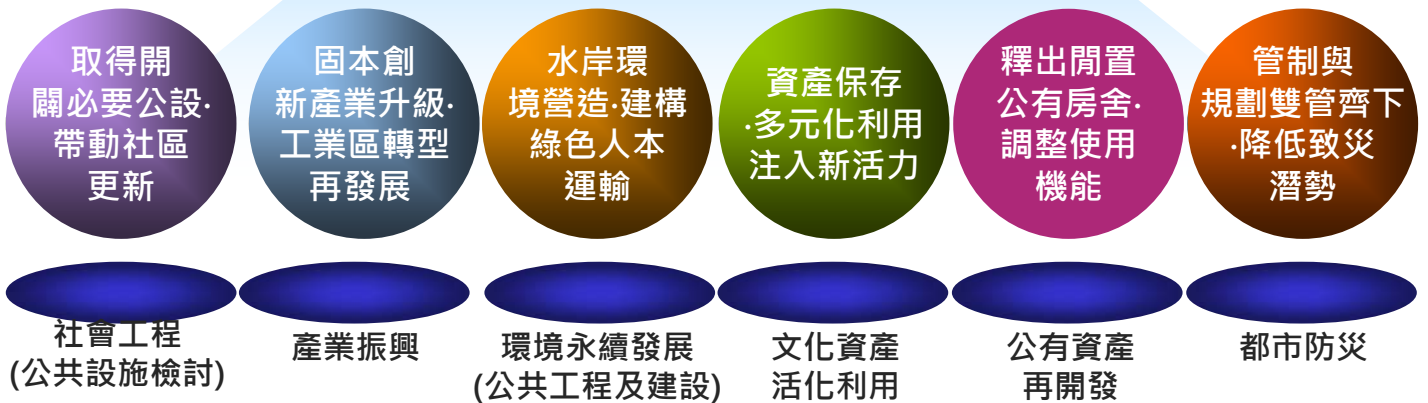 取得開
闢必要公設·
帶動社區
更新
固本創
新產業升級·
工業區轉型
再發展
水岸環
境營造·建構
綠色人本
運輸
資產保存
·多元化利用
注入新活力
釋出閒置
公有房舍·
調整使用
機能
管制與
規劃雙管齊下
·降低致災
潛勢
社會工程
(公共設施檢討)
產業振興
環境永續發展
(公共工程及建設)
文化資產
活化利用
公有資產
再開發
都市防災